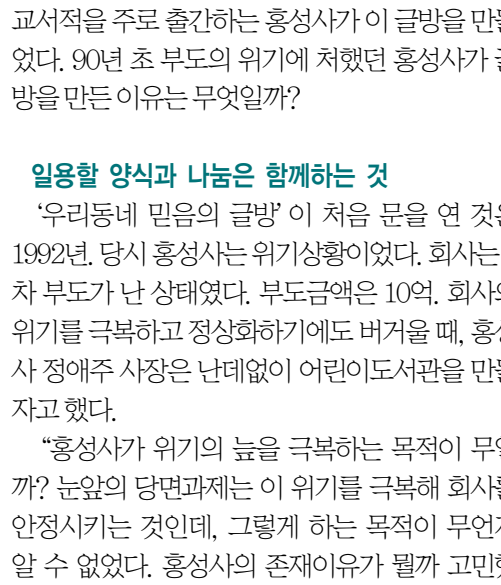 교서적을 주로 출간하는 홍성사가 이 글방을 만들
었다. 90년 초 부도의 위기에 처했던 홍성사가 글
방을 만든 이유는 무엇일까?
일용할 양식과 나눔은 함께하는 것
‘우리동네 믿음의 글방’이 처음 문을 연 것은
1992년. 당시 홍성사는 위기상황이었다. 회사는
차 부도가 난 상태였다. 부도금액은 10억. 회사의
위기를 극복하고 정상화하기에도 버거울 때, 홍성
사 정애주 사장은 난데없이 어린이도서관을 만들
자고 했다.
“홍성사가 위기의 늪을 극복하는 목적이 무엇
까? 눈앞의 당면과제는 이 위기를 극복해 회사를
안정시키는 것인데, 그렇게 하는 목적이 무언지
알 수 없었다. 홍성사의 존재이유가 뭘까 고민했